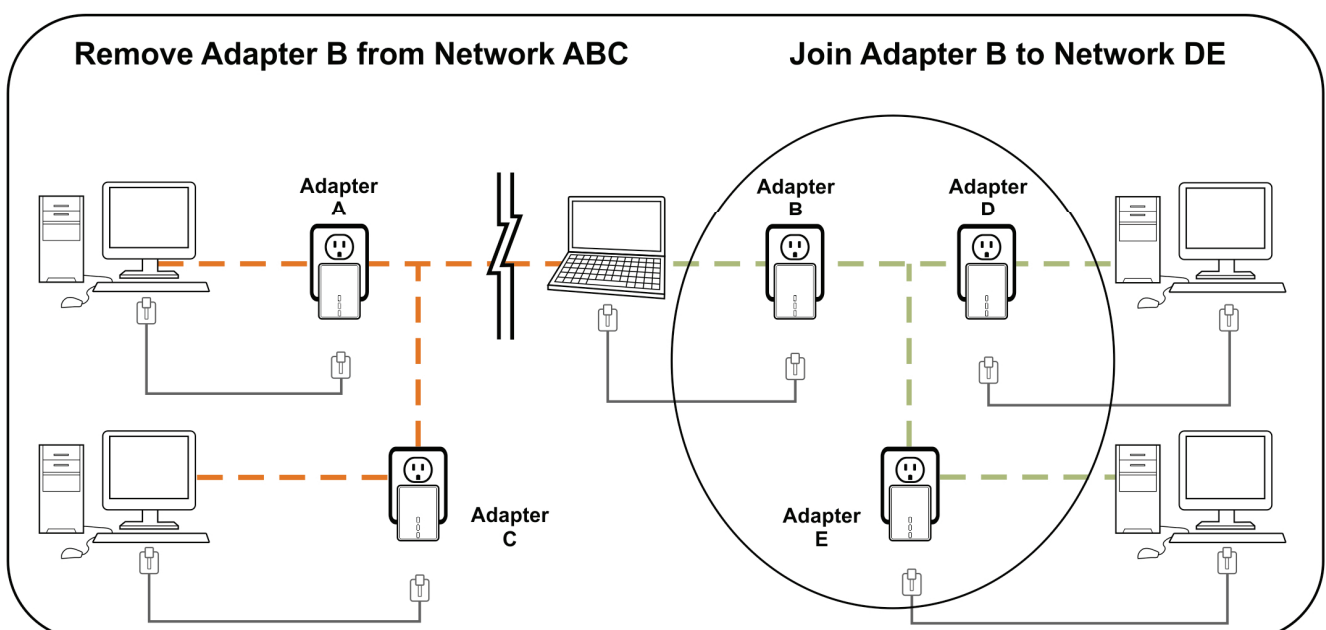 Remove Adapter B from Network ABC
Join Adapter B to Network DE
Adapter
A
Adapter
B
Adapter
D
Adapter
C
Adapter
E